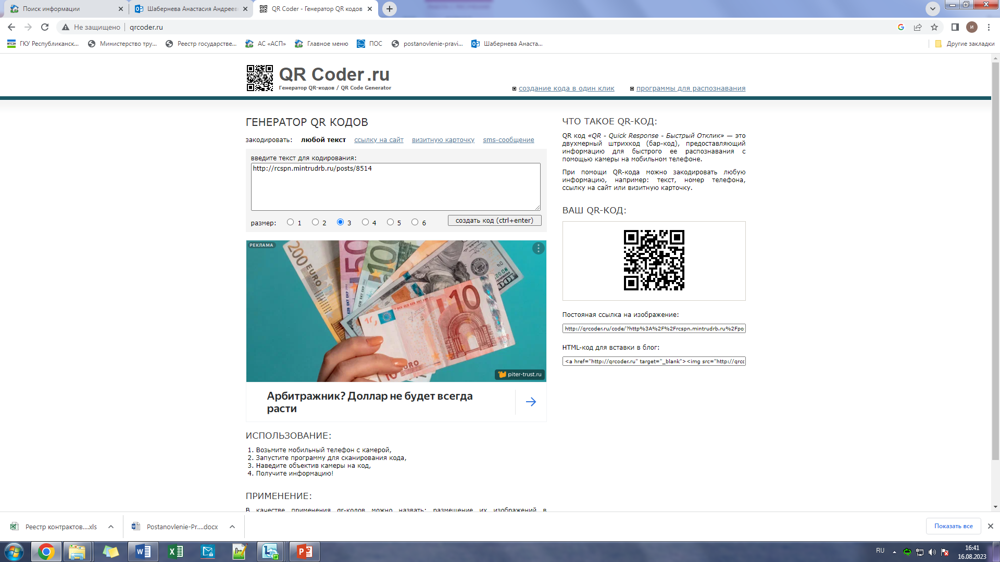 Поиск информации
Шабернева Анастасия Андреев
QR Coder - Генератор QR кодов
Не защищено
qrcoder.ru
и
ГКУ Республиканск...
Министерство тру...
Реестр государстве...
АС «АСП»
Главное меню
ПОС
postanovlenie-pravi...
Шабернева Анаста...
Другие закладки
QR Coder.ru
Генератор QR-кодов / QR Code Generator
создание кода в один клик
программы для распознавания
ГЕНЕРАТОР QR КОДОВ
закодировать: любой текст ссылку на сайт визитную карточку sms-сообщение
введите текст для кодирования:
http://rcspn.mintrudrb.ru/posts/8514
размер: 1 2 3 4 5 6
создать код (ctrl+enter)
РЕКЛАМА
200 EURO
50
100
10
EURO
piter-trust.ru
Арбитражник? Доллар не будет всегда
расти
ИСПОЛЬЗОВАНИЕ:
1. Возьмите мобильный телефон с камерой,
2. Запустите программу для сканирования кода,
3. Наведите объектив камеры на код,
4. Получите информацию!
ПРИМЕНЕНИЕ:
В качестве применения qr-кодов можно назвать: размещение их изображений в
ЧТО ТАКОЕ QR-КОД:
QR код «QR - Quick Response - Быстрый Отклик» — это
двухмерный штрихкод (бар-код), предоставляющий
информацию для быстрого ее распознавания с
помощью камеры на мобильном телефоне.
При помощи QR-кода можно закодировать любую
информацию, например: текст, номер телефона,
ссылку на сайт или визитную карточку.
ВАШ QR-КОД:
Постояная ссылка на изображение:
http://qrcoder.ru/code/?http%3A%2F%2Frcspn.mintrudrb.ru%2Fpo
HTML-код для вставки в блог:
<a href="http://qrcoder.ru" target="_blank"><img src="http://qrcc
Реестр контрактов....xls
Postanovlenie-Pr....docx
Показать все
RU
16:41
16.08.2023